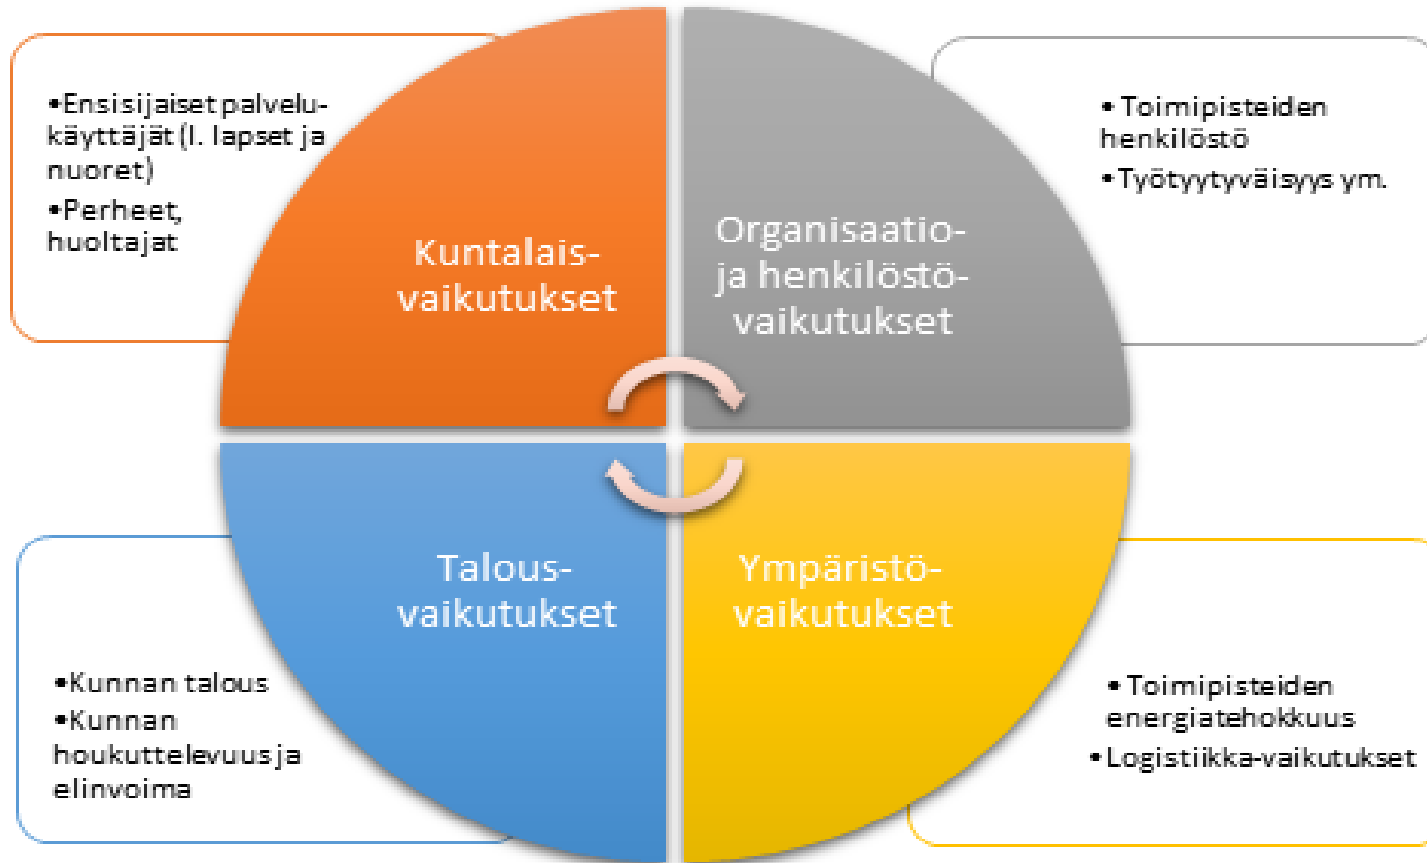 •Ensisijaiset palvelu-
käyttäjät (l. lapset ja
nuoret)
•Perheet,
huoltajat
Kuntalais-
vaikutukset
Organisaatio-
ja henkilöstö-
vaikutukset
• Toimipisteiden
henkilöstö
•Työtyytyväisyys ym.
•Kunnan talous
•Kunnan
houkuttelevuus ja
elinvoima
Talous-
vaikutukset
Ympäristö-
vaikutukset
• Toimipisteiden
energiatehokkuus
•Logistiikka-vaikutukset